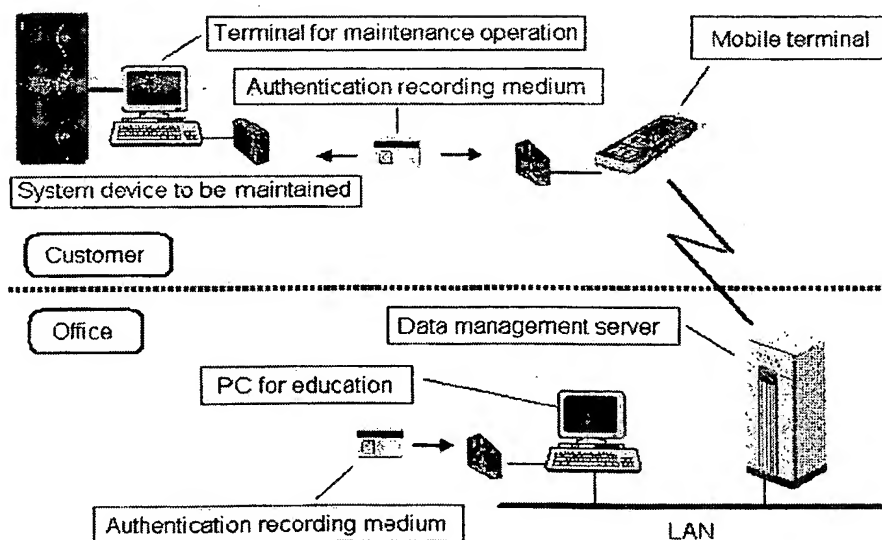 Terminal for maintenance operation
Mobile terminal
Authentication recording medium
System device to be maintained
Customer
Office
Data management server
PC for education
Authentication recording medium
LAN